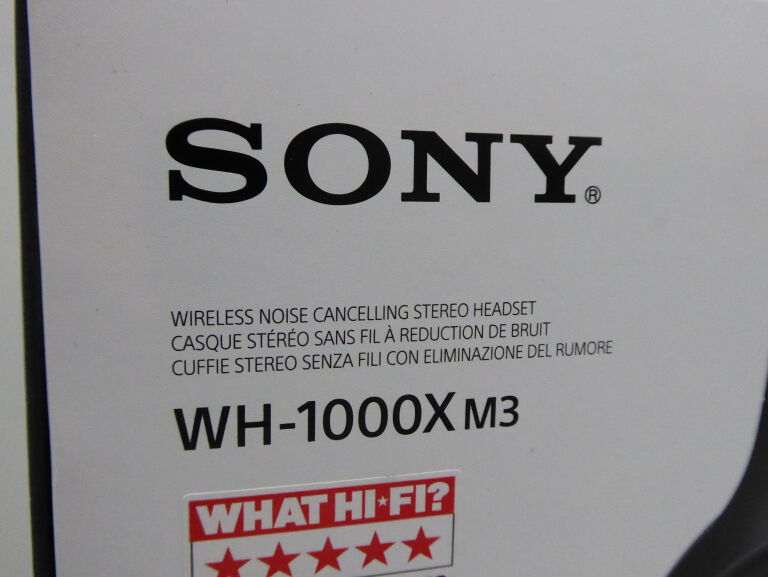 SONY®
WIRELESS NOISE CANCELLING STEREO HEADSET
CASQUE STÉRÉO SANS FIL À REDUCTION DE BRUIT
CUFFIE STEREO SENZA FILI CON ELIMINAZIONE DEL RUMORE
WH-1000XM3
WHAT HI★FI?
★★★★★